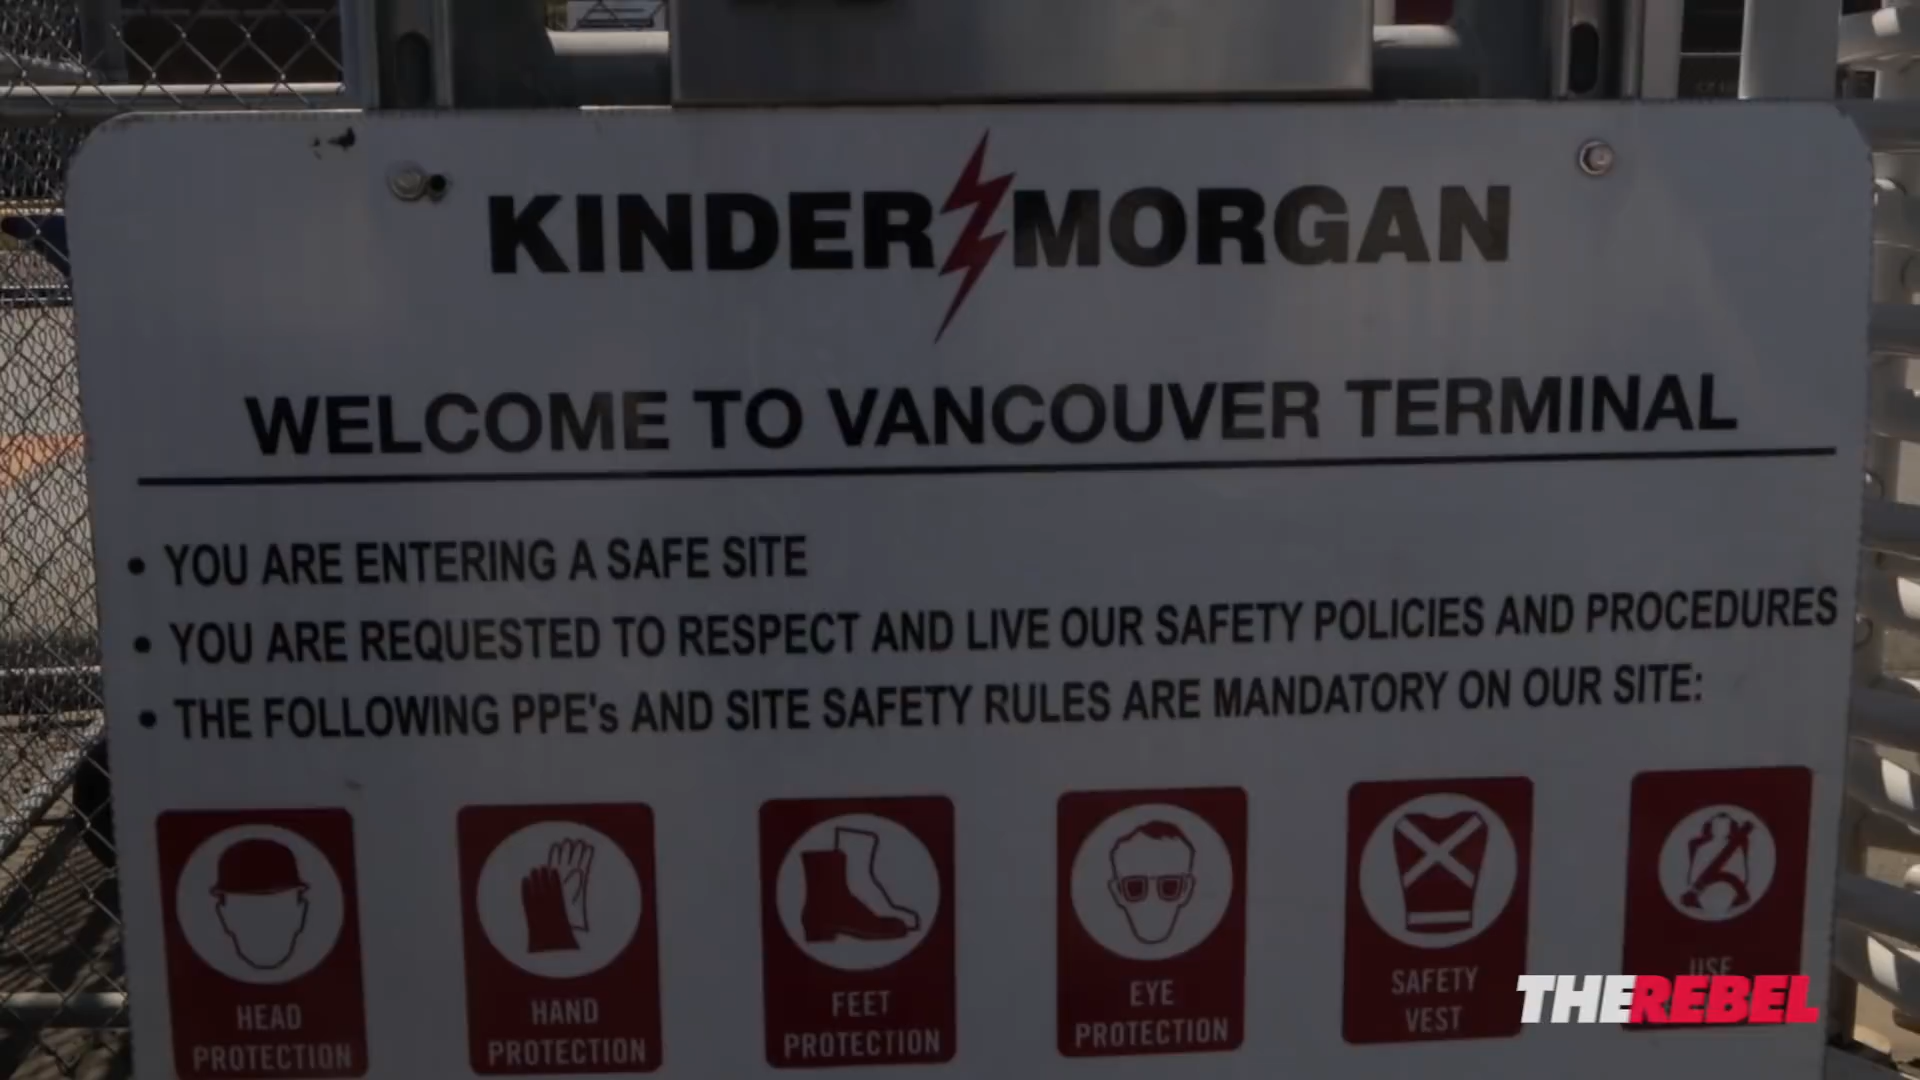 KINDER MORGAN
WELCOME TO VANCOUVER TERMINAL
• YOU ARE ENTERING A SAFE SITE
• YOU ARE REQUESTED TO RESPECT AND LIVE OUR SAFETY POLICIES AND PROCEDURES
• THE FOLLOWING PPE's AND SITE SAFETY RULES ARE MANDATORY ON OUR SITE:
HEAD
PROTECTION
HAND
PROTECTION
FEET
PROTECTION
EYE
PROTECTION
SAFETY
VEST
USE
THEREBEL